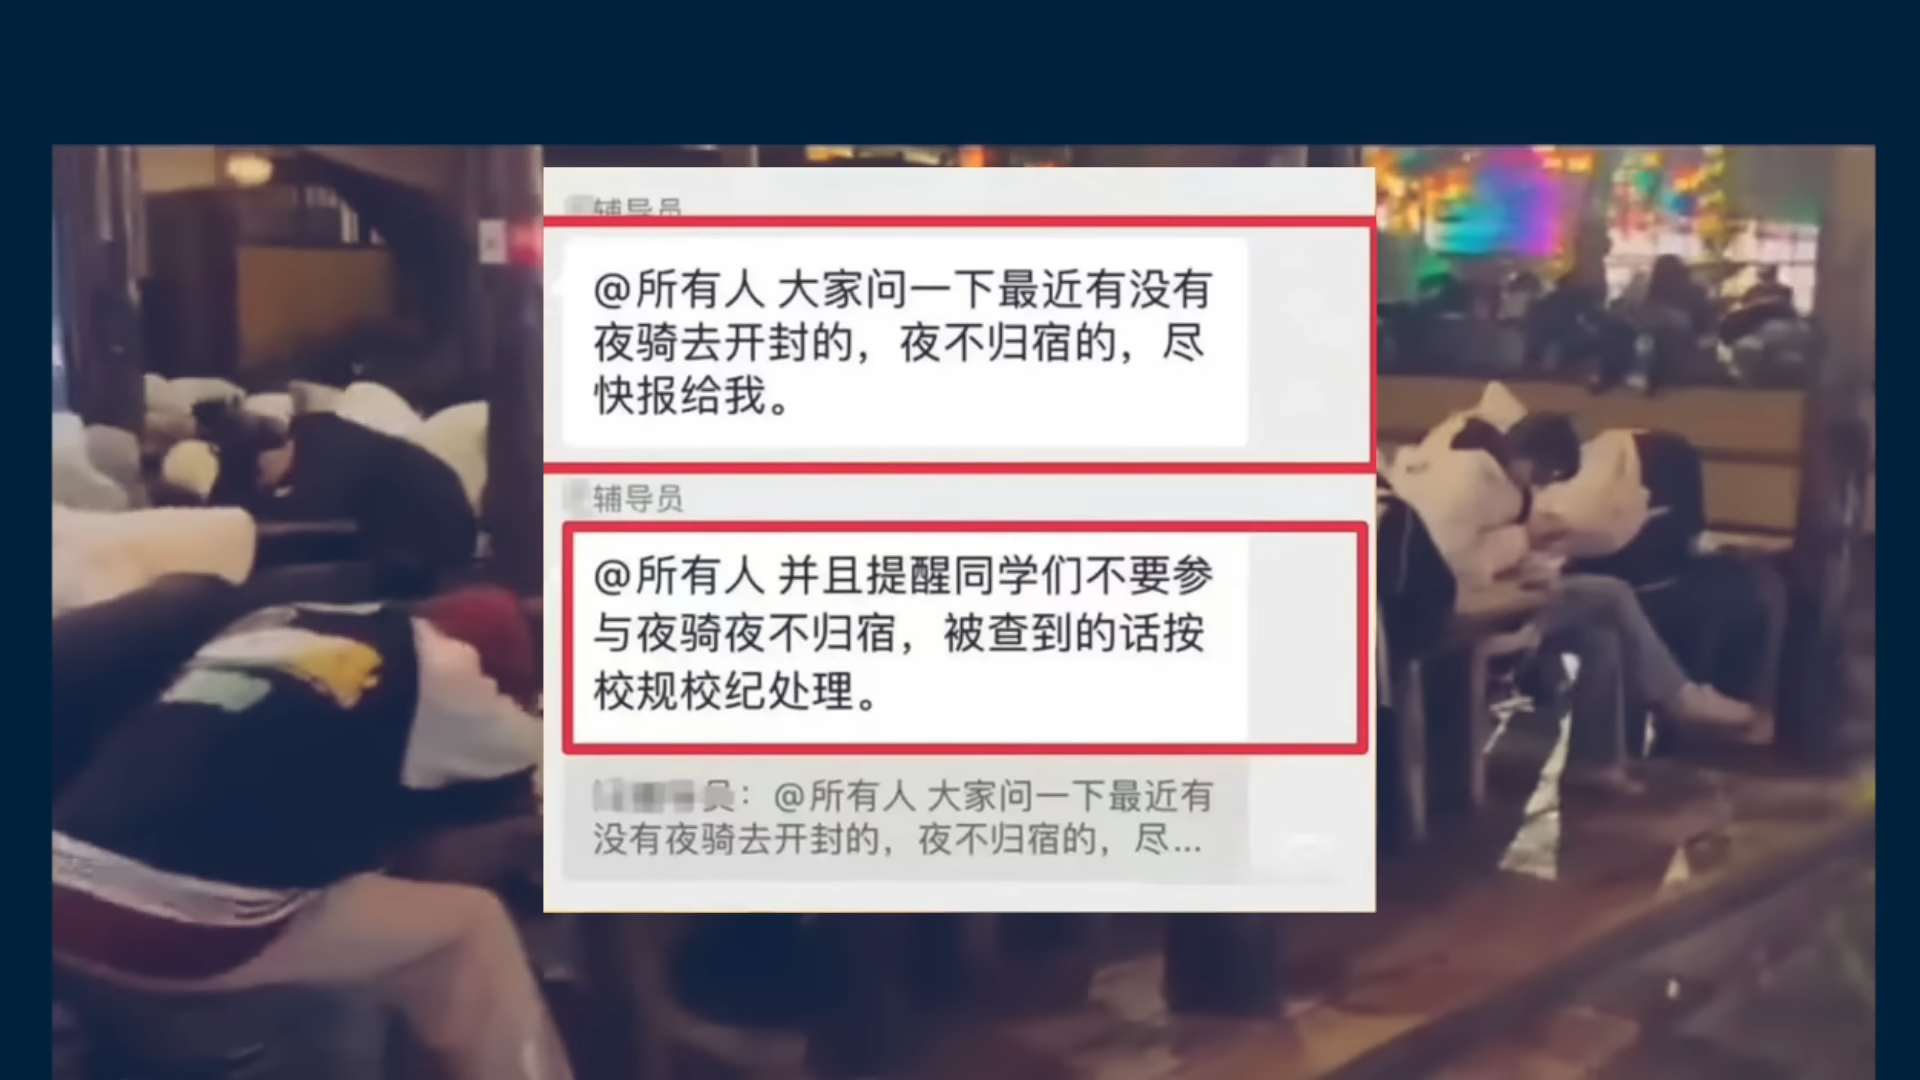 辅导员
@所有人 大家问一下最近有没有
夜骑去开封的，夜不归宿的，尽
快报给我。
辅导员
@所有人 并且提醒同学们不要参
与夜骑夜不归宿，被查到的话按
校规校纪处理。
员：@所有人 大家问一下最近有
没有夜骑去开封的，夜不归宿的，尽...